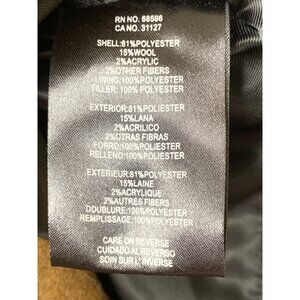 RN NO. 68596
CA NO. 31127
SHELL:81%POLYESTER
15%WOOL
2%ACRYLIC
2%OTHER FIBERS
LINING:100%POLYESTER
FILLER: 100%POLYESTER
EXTERIOR:81%POLIESTER
15%LANA
2%ACRILICO
2%OTRAS FIBRAS
FORRO:100%POLIESTER
RELLENO:100%POLIESTER
EXTERIEUR:81%POLYESTER
15%LAINE
2%ACRYLIQUE
2%AUTRES FIBERS
DOUBLURE:100%POLYESTER
REMPLISSAGE:100%POLYESTER
CARE ON REVERSE
CUIDADO AL REVERSO
SOIN SUR L'INVERSE